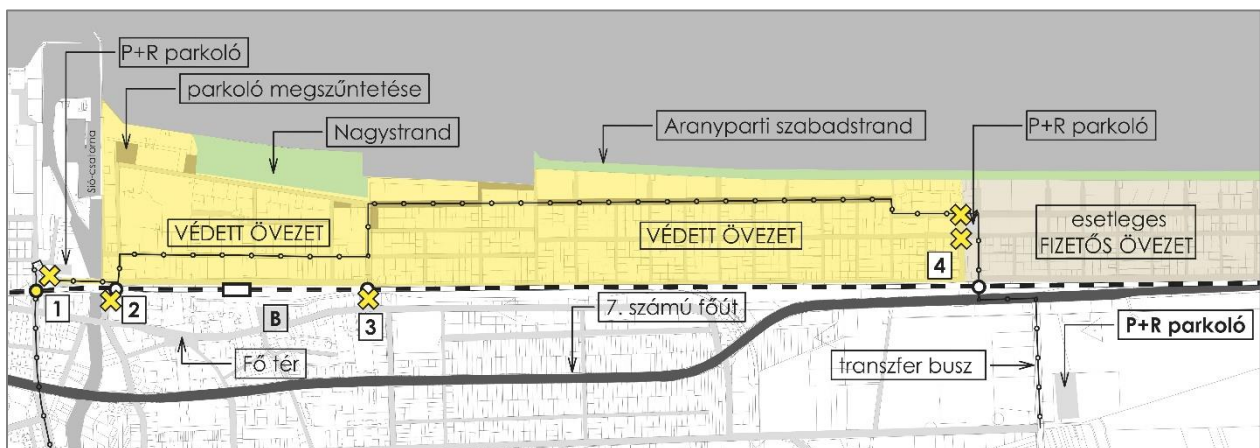 P+R parkoló
parkoló megszűntetése
Nagystrand
Aranyparti szabadstrand
P+R parkoló
Sió-csatorna
VÉDETT ÖVEZET
VÉDETT ÖVEZET
esetleges
FIZETŐS ÖVEZET
4
1
2
B
3
7. számú főút
Fő tér
P+R parkoló
transzfer busz